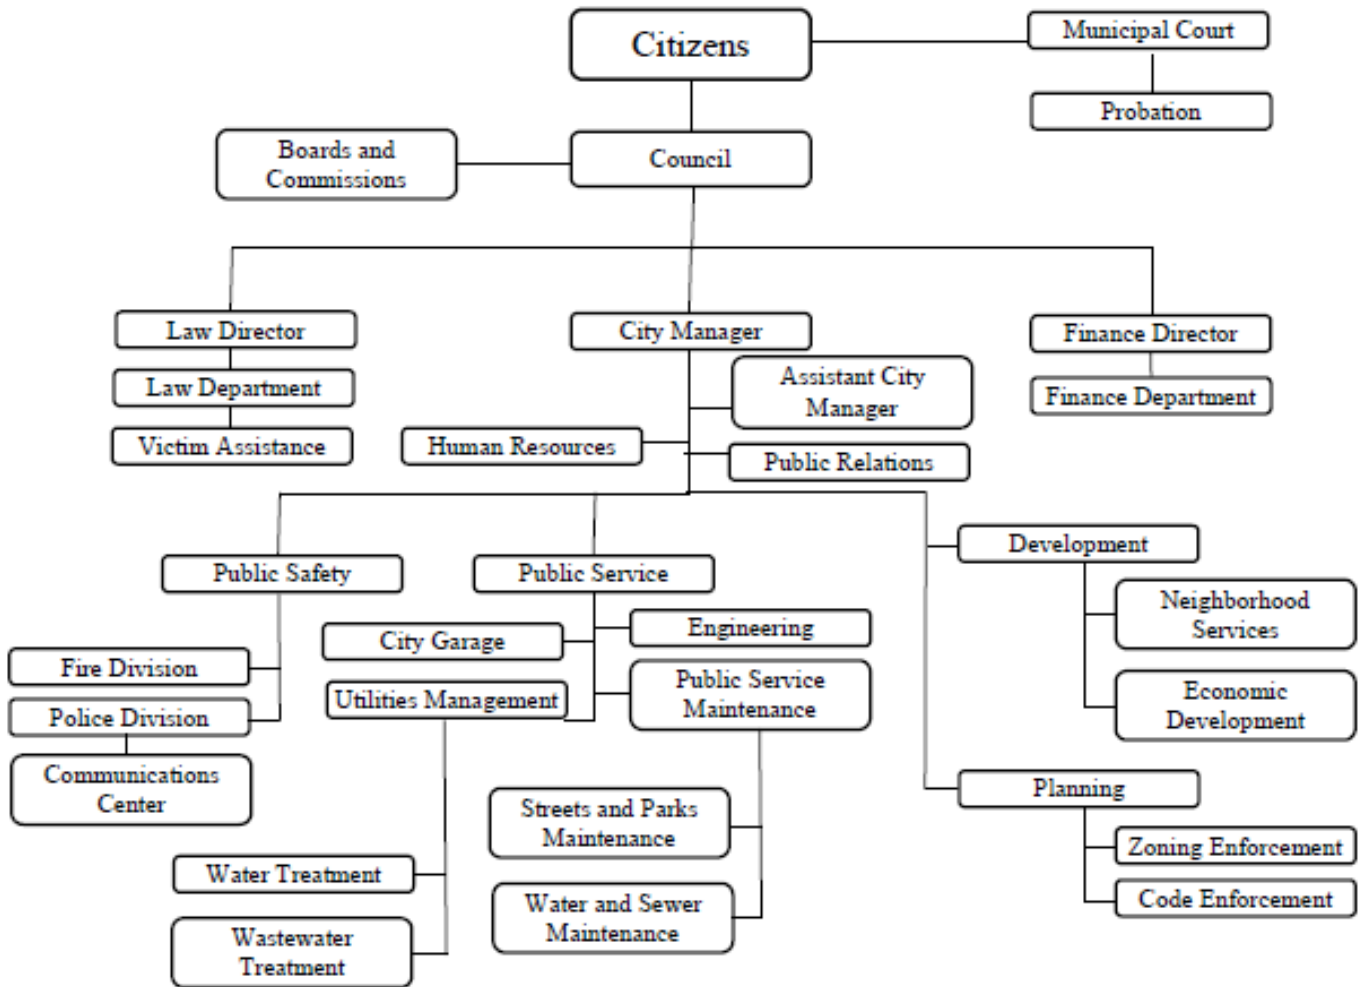 Citizens
Municipal Court
Probation
Boards and
Commissions
Council
Law Director
City Manager
Finance Director
Law Department
Assistant City
Manager
Finance Department
Victim Assistance
Human Resources
Public Relations
Public Safety
Public Service
Development
Neighborhood
Services
City Garage
Engineering
Fire Division
Utilities Management
Public Service
Maintenance
Economic
Development
Police Division
Communications
Center
Planning
Streets and Parks
Maintenance
Zoning Enforcement
Water Treatment
Code Enforcement
Water and Sewer
Maintenance
Wastewater
Treatment